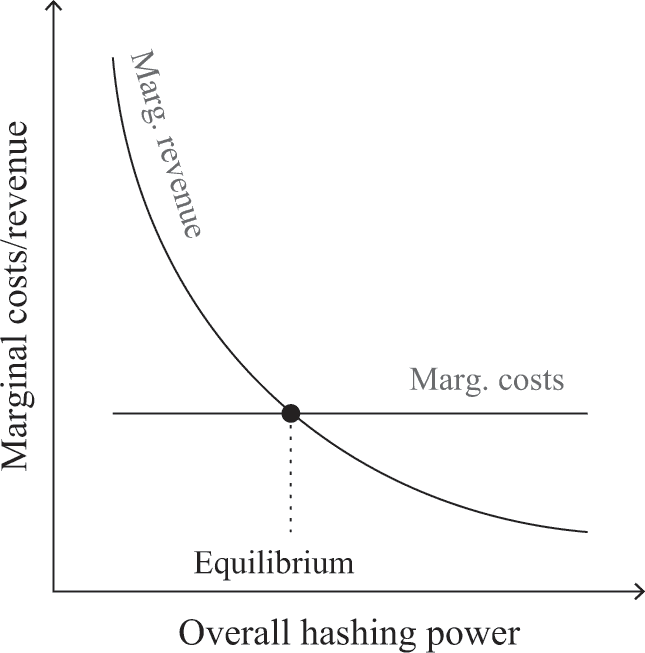 Marg. revenue
Marginal costs/revenue
Marg. costs
Equilibrium
Overall hashing power